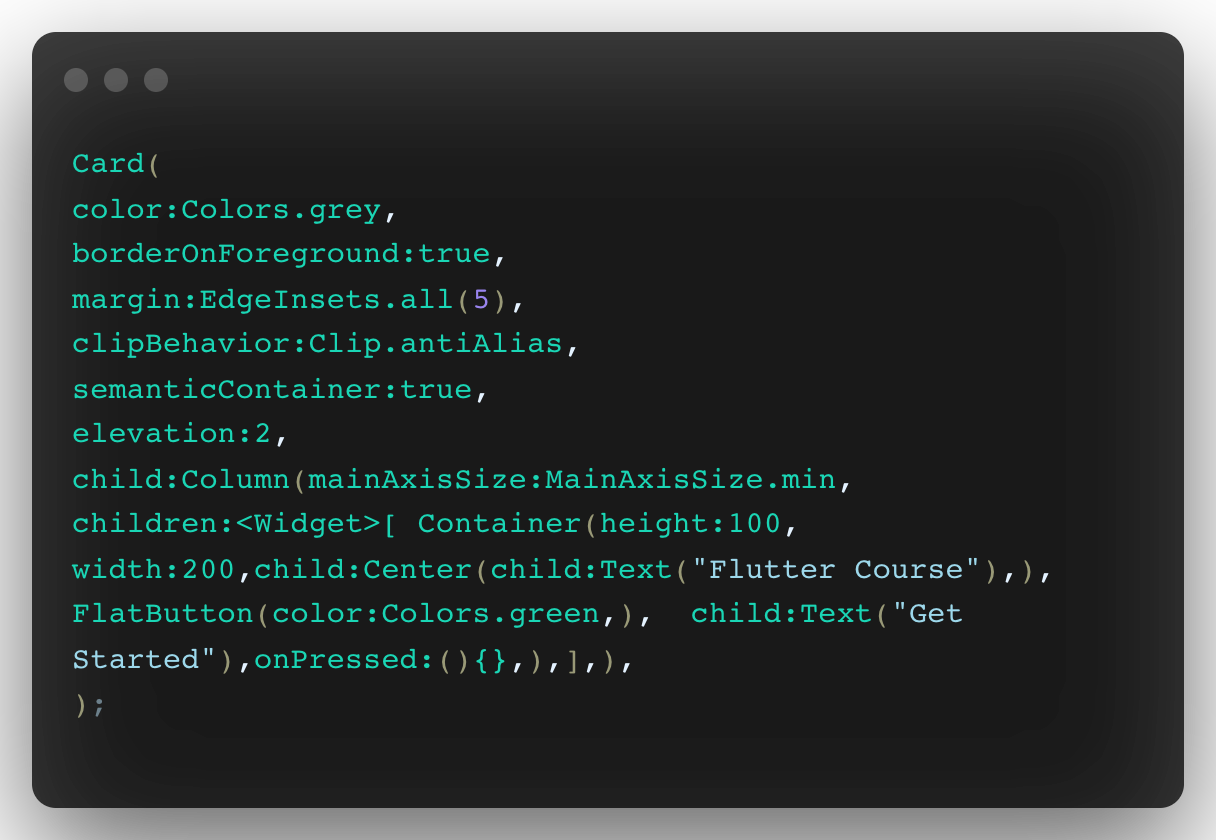 Card(
color:Colors.grey,
borderOnForeground:true,
margin:EdgeInsets.all(5),
clipBehavior:Clip.antiAlias,
semanticContainer:true,
elevation:2,
child:Column(mainAxisSize:MainAxisSize.min,
children:<Widget>[ Container(height:100,
width:200,child:Center(child:Text("Flutter Course"),),
FlatButton(color:Colors.green,),  child:Text("Get
Started"),onPressed:(){},),],),
);